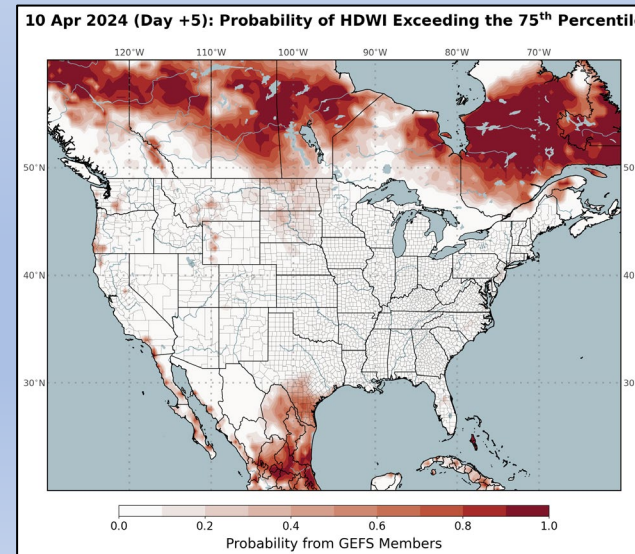 10 Apr 2024 (Day +5): Probability of HDWI Exceeding the 75th Percentile
120°W 110°W 100°W 90°W 80°W 70°W
50°N 50
40°N 40
30°N 30
0.0 0.2 0.4 0.6 0.8 1.0
Probability from GEFS Members